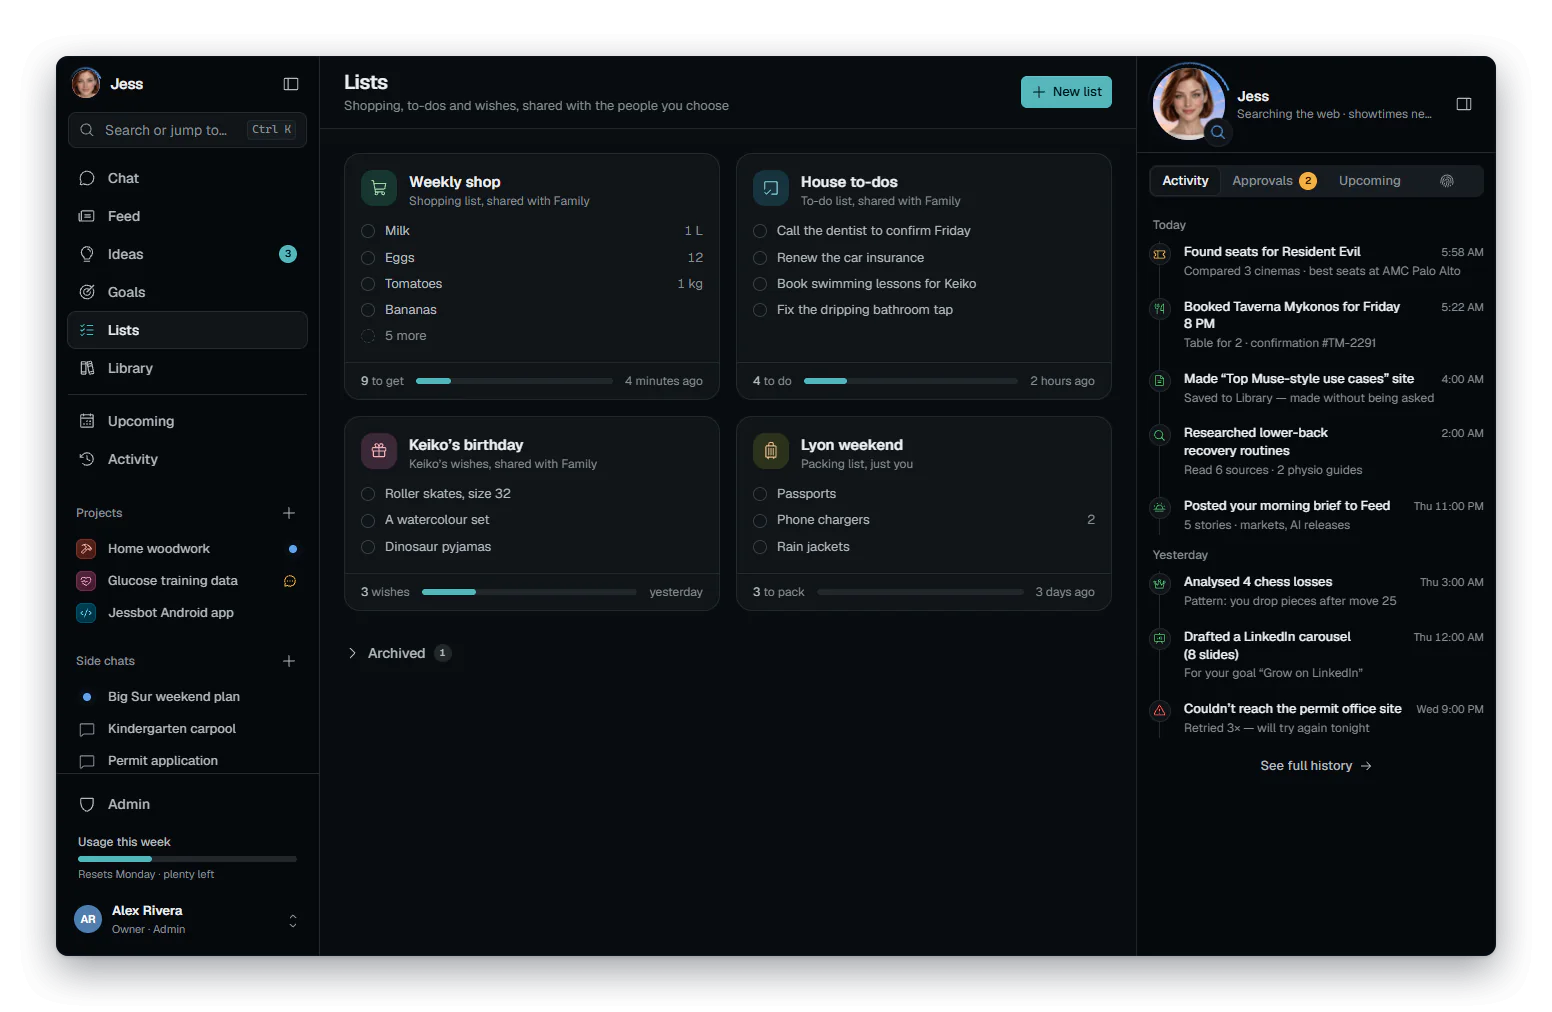 Jess
Search or jump to... Ctrl K
Chat
Feed
Ideas 3
Goals
Lists
Library
Upcoming
Activity
Projects
Home woodwork
Glucose training data
Jessbot Android app
Side chats
Big Sur weekend plan
Kindergarten carpool
Permit application
Admin
Usage this week
Resets Monday · plenty left
AR
Alex Rivera
Owner · Admin
Lists
Shopping, to-dos and wishes, shared with the people you choose
New list
Weekly shop
Shopping list, shared with Family
Milk 1 L
Eggs 12
Tomatoes 1 kg
Bananas
5 more
9 to get 4 minutes ago
House to-dos
To-do list, shared with Family
Call the dentist to confirm Friday
Renew the car insurance
Book swimming lessons for Keiko
Fix the dripping bathroom tap
4 to do 2 hours ago
Keiko’s birthday
Keiko’s wishes, shared with Family
Roller skates, size 32
A watercolour set
Dinosaur pyjamas
3 wishes yesterday
Lyon weekend
Packing list, just you
Passports
Phone chargers 2
Rain jackets
3 to pack 3 days ago
Archived 1
Jess
Searching the web · showtimes ne...
Activity Approvals 2 Upcoming
Today
Found seats for Resident Evil 5:58 AM
Compared 3 cinemas · best seats at AMC Palo Alto
Booked Taverna Mykonos for Friday 5:22 AM
8 PM
Table for 2 · confirmation #TM-2291
Made “Top Muse-style use cases” site 4:00 AM
Saved to Library — made without being asked
Researched lower-back 2:00 AM
recovery routines
Read 6 sources · 2 physio guides
Posted your morning brief to Feed Thu 11:00 PM
5 stories · markets, AI releases
Yesterday
Analysed 4 chess losses Thu 3:00 AM
Pattern: you drop pieces after move 25
Drafted a LinkedIn carousel Thu 12:00 AM
(8 slides)
For your goal “Grow on LinkedIn”
Couldn’t reach the permit office site Wed 9:00 PM
Retried 3× — will try again tonight
See full history →